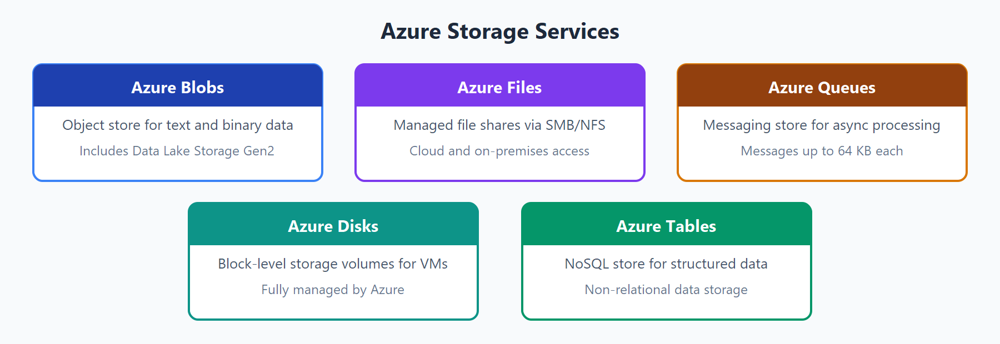 Azure Storage Services
Azure Blobs
Object store for text and binary data
Includes Data Lake Storage Gen2
Azure Files
Managed file shares via SMB/NFS
Cloud and on-premises access
Azure Queues
Messaging store for async processing
Messages up to 64 KB each
Azure Disks
Block-level storage volumes for VMs
Fully managed by Azure
Azure Tables
NoSQL store for structured data
Non-relational data storage